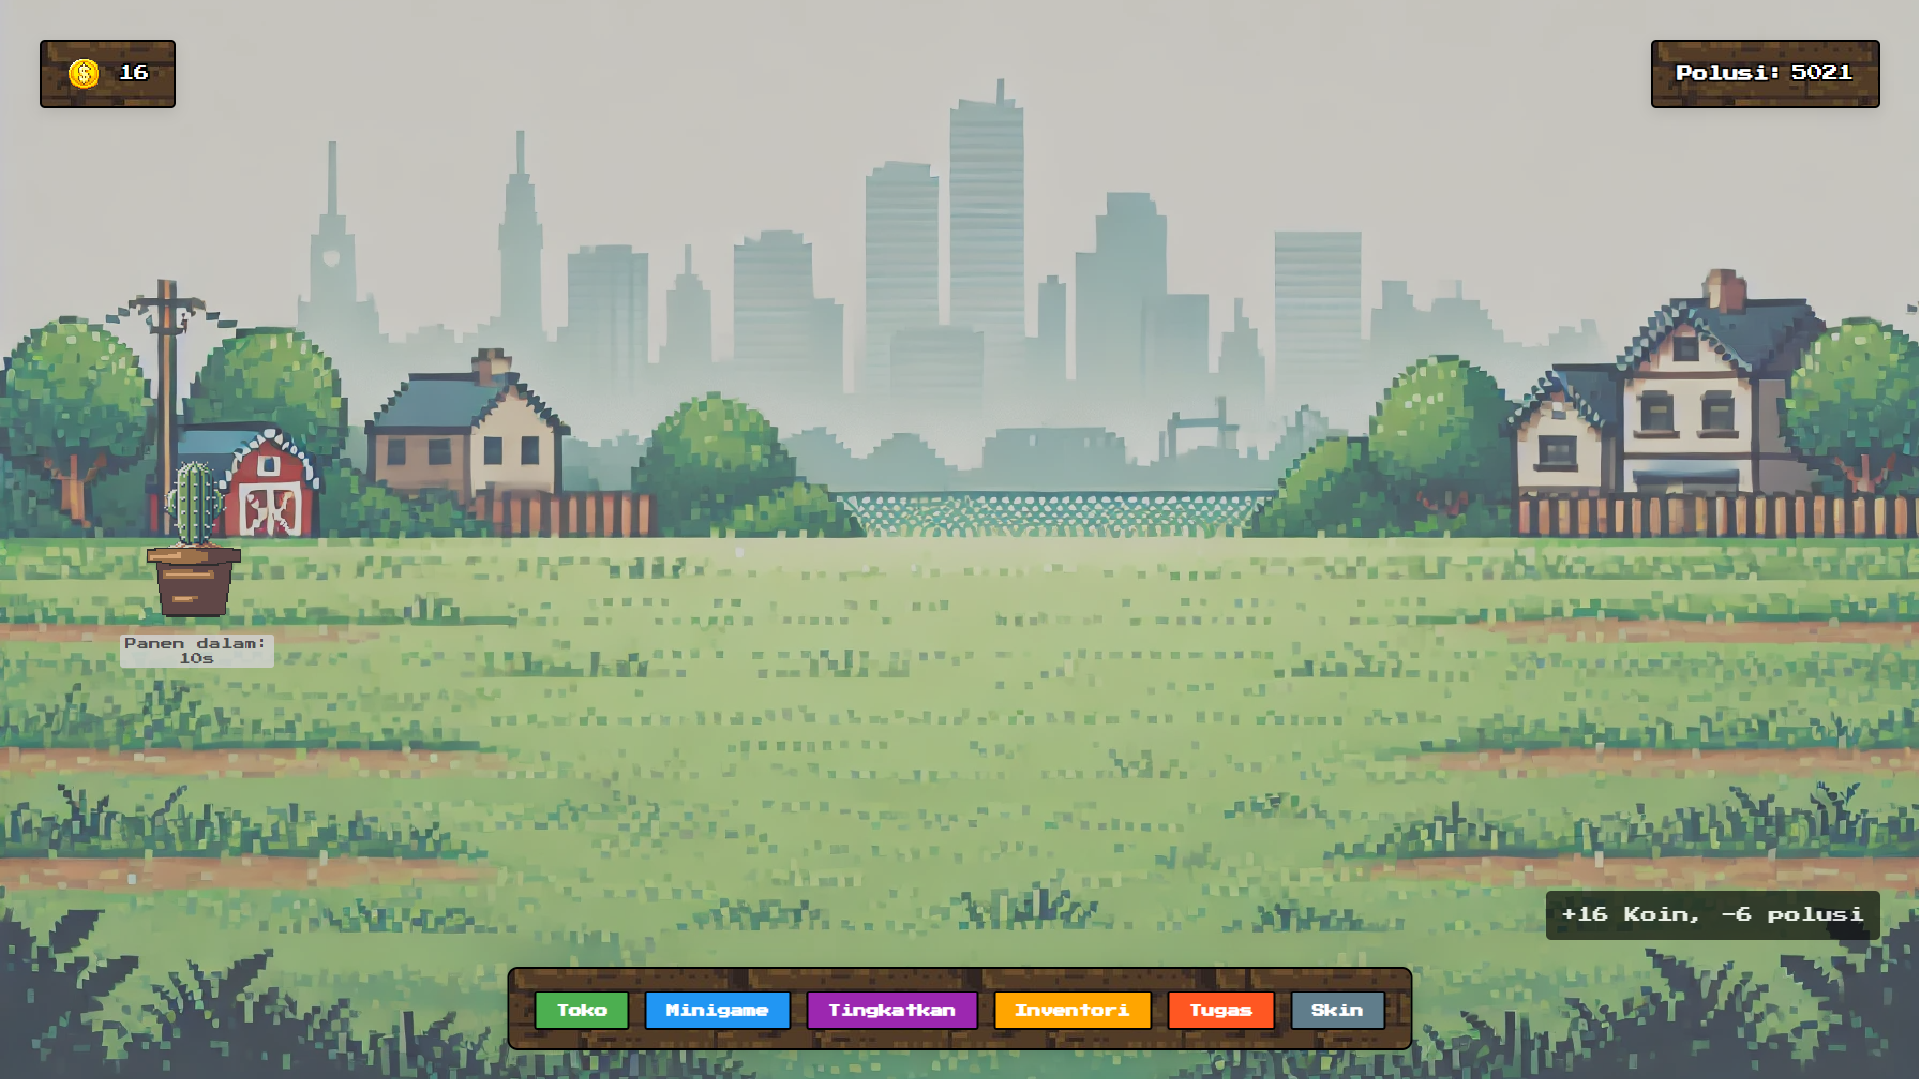 16
Polusi: 5021
Panen dalam:
10s
+16 Koin, -6 polusi
Toko
Minigame
Tingkatkan
Inventori
Tugas
Skin